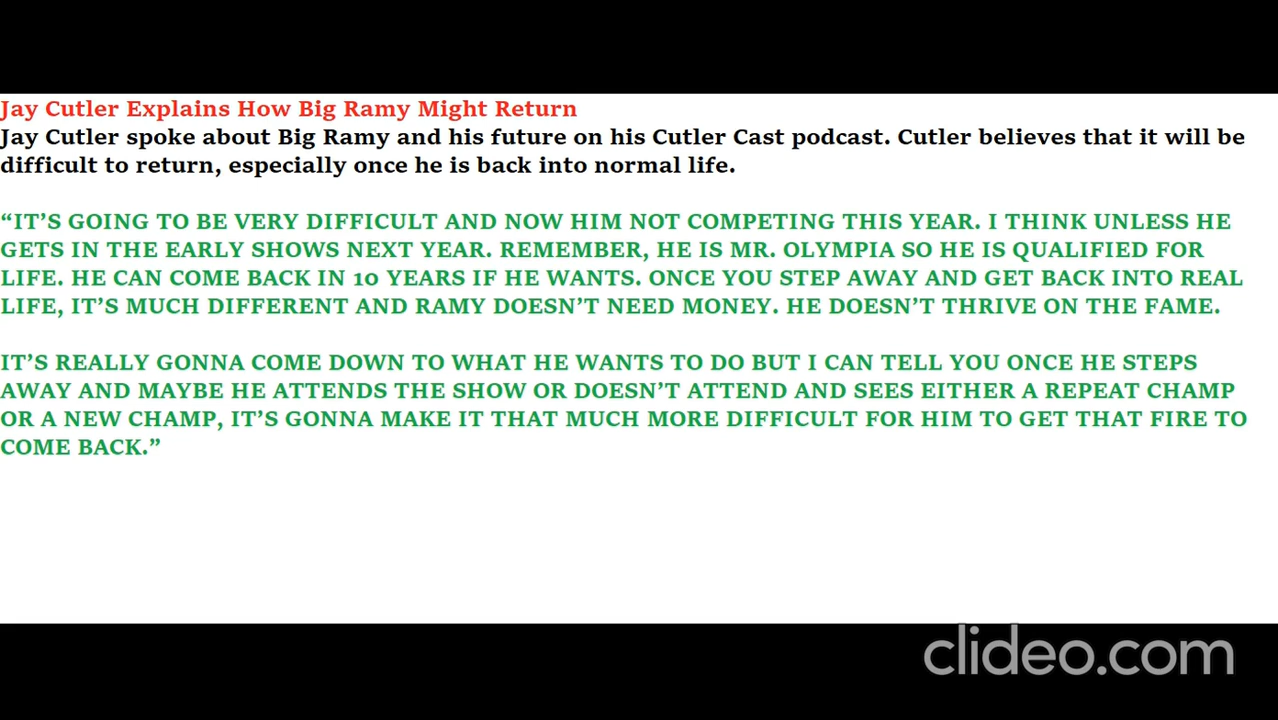 Jay Cutler Explains How Big Ramy Might Return
Jay Cutler spoke about Big Ramy and his future on his Cutler Cast podcast. Cutler believes that it will be
difficult to return, especially once he is back into normal life.
“IT’S GOING TO BE VERY DIFFICULT AND NOW HIM NOT COMPETING THIS YEAR. I THINK UNLESS HE
GETS IN THE EARLY SHOWS NEXT YEAR. REMEMBER, HE IS MR. OLYMPIA SO HE IS QUALIFIED FOR
LIFE. HE CAN COME BACK IN 10 YEARS IF HE WANTS. ONCE YOU STEP AWAY AND GET BACK INTO REAL
LIFE, IT’S MUCH DIFFERENT AND RAMY DOESN’T NEED MONEY. HE DOESN’T THRIVE ON THE FAME.
IT’S REALLY GONNA COME DOWN TO WHAT HE WANTS TO DO BUT I CAN TELL YOU ONCE HE STEPS
AWAY AND MAYBE HE ATTENDS THE SHOW OR DOESN’T ATTEND AND SEES EITHER A REPEAT CHAMP
OR A NEW CHAMP, IT’S GONNA MAKE IT THAT MUCH MORE DIFFICULT FOR HIM TO GET THAT FIRE TO
COME BACK.”
clideo.com